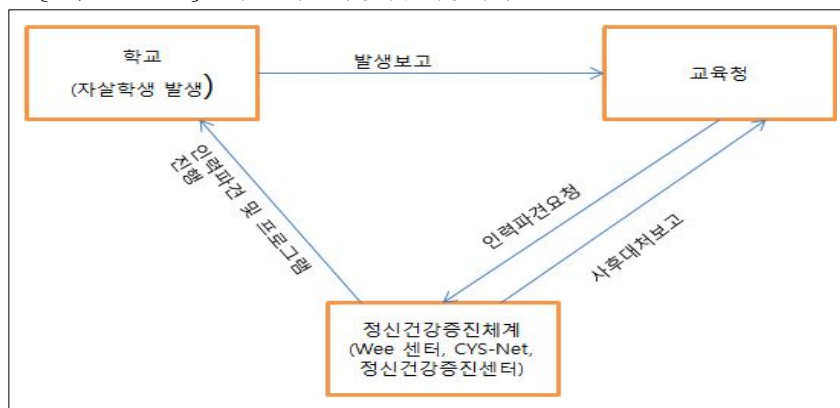 학교
(자살학생 발생)
발생보고
교육청
인력파견 및 프로그램
진행
인력파견요청
사후대처보고
정신건강증진체계
(Wee 센터, CYS-Net,
정신건강증진센터)